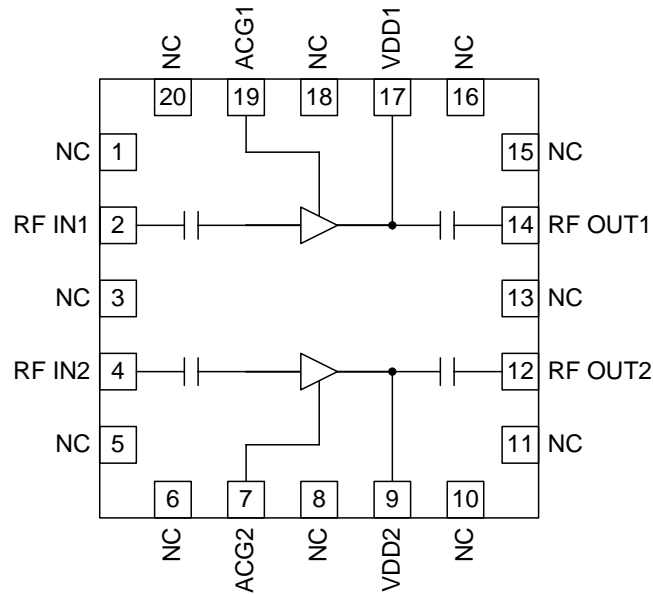 NC
ACG1
NC
VDD1
NC
20
19
18
17
16
NC 1
15 NC
RF IN1 2
14 RF OUT1
NC 3
13 NC
RF IN2 4
12 RF OUT2
NC 5
11 NC
6
7
8
9
10
NC
ACG2
NC
VDD2
NC